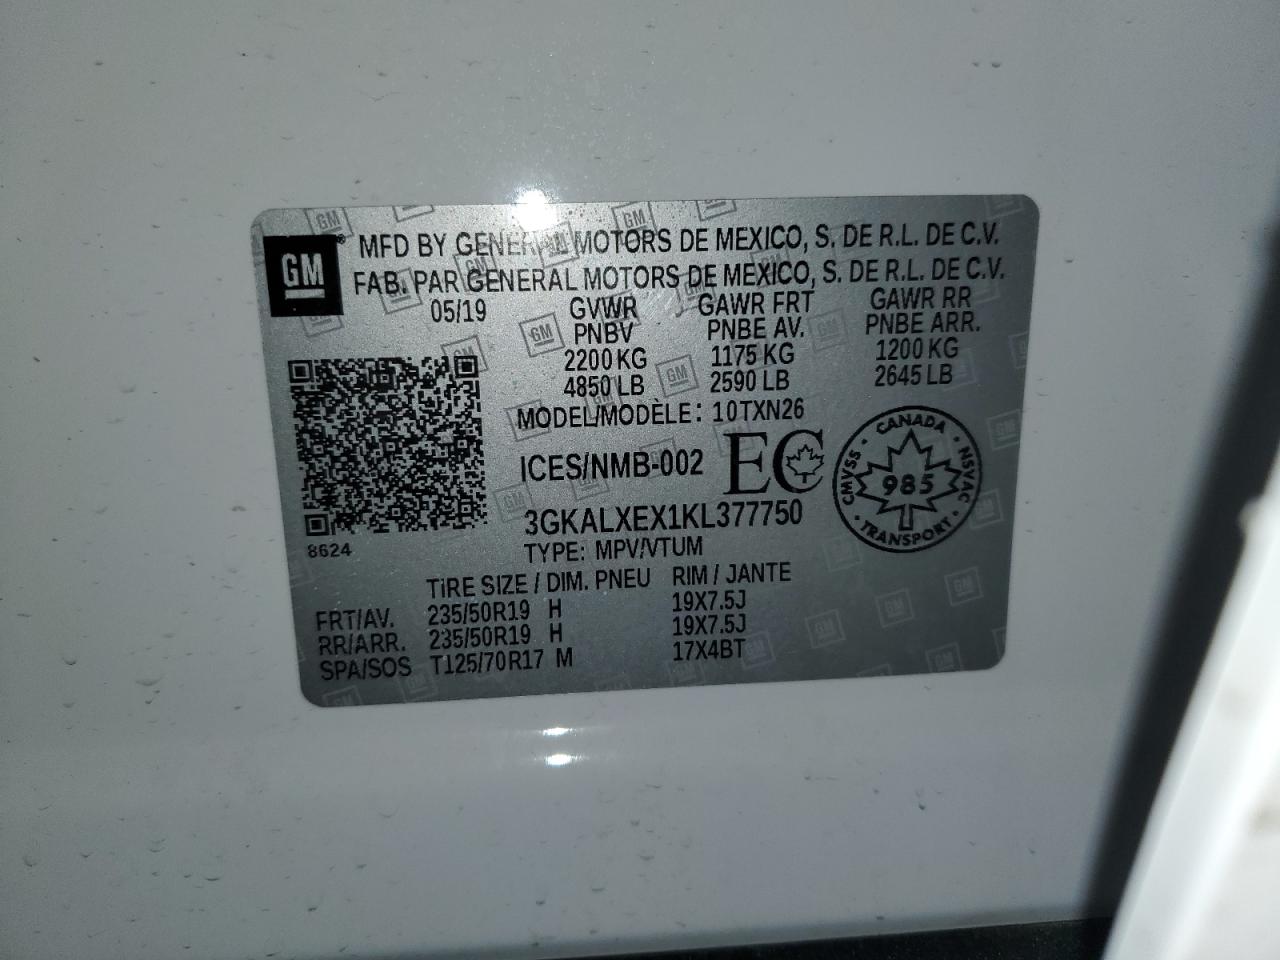 GM
MFD BY GENERAL MOTORS DE MEXICO, S. DE R.L. DE C.V.
FAB. PAR GENERAL MOTORS DE MEXICO, S. DE R.L. DE C.V.
05/19 GVWR GAWR FRT GAWR RR
PNBV PNBE AV. PNBE ARR.
2200 KG 1175 KG 1200 KG
4850 LB 2590 LB 2645 LB
MODEL/MODÈLE: 10TXN26
ICES/NMB-002 EC
CANADA
CMVSS 985 NSVAC
TRANSPORT
3GKALXEX1KL377750
8624
TYPE: MPV/VTUM
TIRE SIZE / DIM. PNEU RIM / JANTE
FRT/AV. 235/50R19 H 19X7.5J
RR/ARR. 235/50R19 H 19X7.5J
SPA/SOS T125/70R17 M 17X4BT